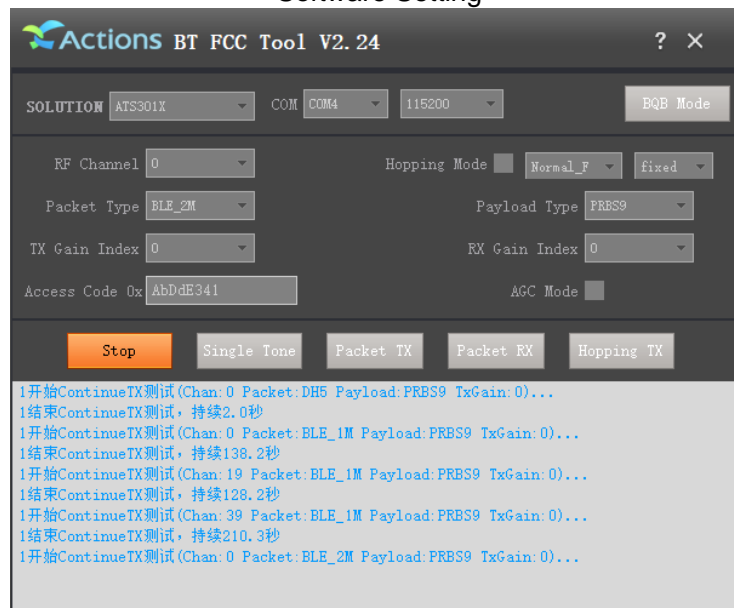 Software Setting
Actions BT FCC Tool V2.24 ? ×
SOLUTION ATS301X COM COM4 115200 BQB Mode
RF Channel 0 Hopping Mode Normal_F fixed
Packet Type BLE_2M Payload Type PRBS9
TX Gain Index 0 RX Gain Index 0
Access Code 0x AbDdE341 AGC Mode
Stop Single Tone Packet TX Packet RX Hopping TX
1开始ContinueTX测试(Chan:0 Packet:DH5 Payload:PRBS9 TxGain:0)...
1结束ContinueTX测试，持续2.0秒
1开始ContinueTX测试(Chan:0 Packet:BLE_1M Payload:PRBS9 TxGain:0)...
1结束ContinueTX测试，持续138.2秒
1开始ContinueTX测试(Chan:19 Packet:BLE_1M Payload:PRBS9 TxGain:0)...
1结束ContinueTX测试，持续128.2秒
1开始ContinueTX测试(Chan:39 Packet:BLE_1M Payload:PRBS9 TxGain:0)...
1结束ContinueTX测试，持续210.3秒
1开始ContinueTX测试(Chan:0 Packet:BLE_2M Payload:PRBS9 TxGain:0)...